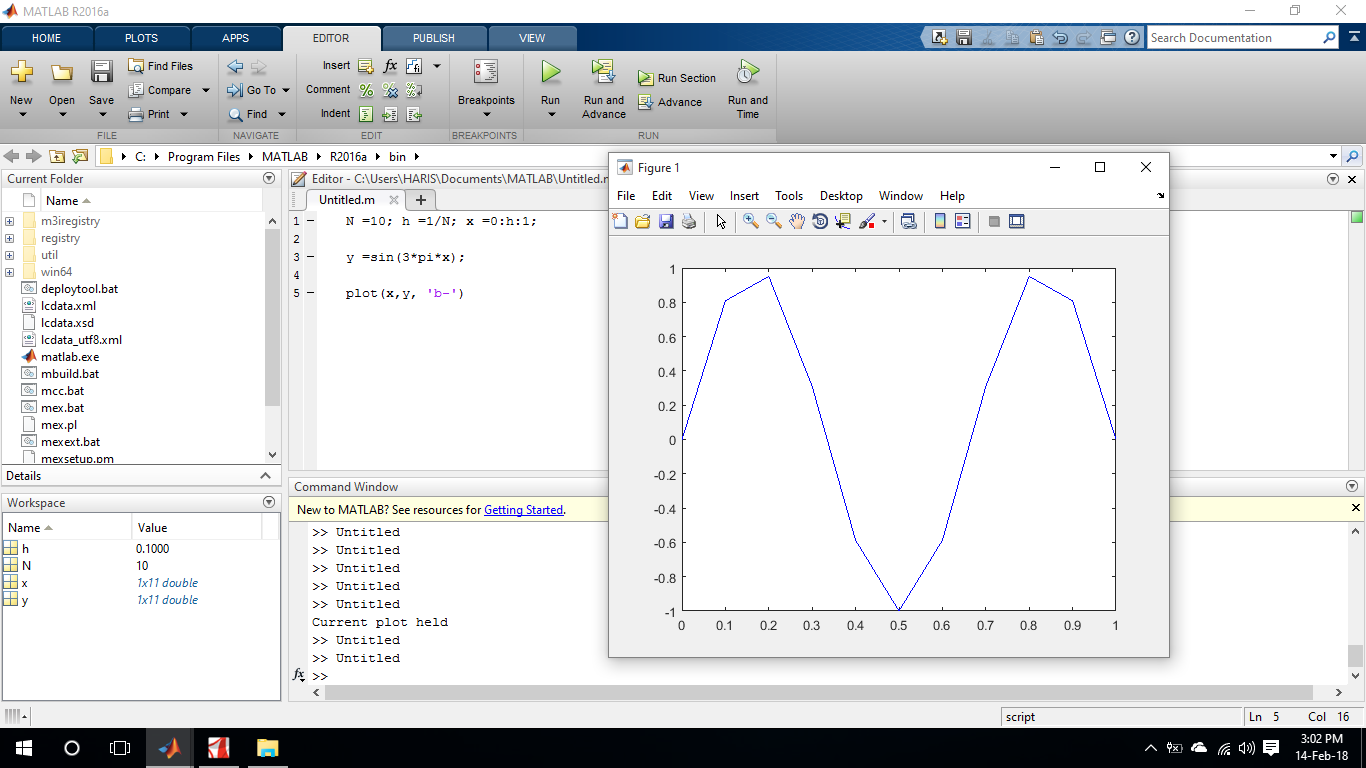 MATLAB R2016a
HOME PLOTS APPS EDITOR PUBLISH VIEW
Search Documentation
New Open Save
Find Files
Compare
Print
FILE
Go To
Find
NAVIGATE
Insert
Comment
Indent
EDIT
Breakpoints
BREAKPOINTS
Run
Run and Advance
Run Section
Advance
Run and Time
RUN
C: Program Files MATLAB R2016a bin
Current Folder
Name
m3iregistry
registry
util
win64
deploytool.bat
lcdata.xml
lcdata.xsd
lcdata_utf8.xml
matlab.exe
mbuild.bat
mcc.bat
mex.bat
mex.pl
mexext.bat
mexsetup.pm
Details
Workspace
Name Value
h 0.1000
N 10
x 1x11 double
y 1x11 double
Editor - C:\Users\HARIS\Documents\MATLAB\Untitled.m
Untitled.m
1 N =10; h =1/N; x =0:h:1;
2
3 y =sin(3*pi*x);
4
5 plot(x,y, 'b-')
Command Window
New to MATLAB? See resources for Getting Started.
>> Untitled
>> Untitled
>> Untitled
>> Untitled
>> Untitled
Current plot held
>> Untitled
>> Untitled
fx >>
Figure 1
File Edit View Insert Tools Desktop Window Help
1
0.8
0.6
0.4
0.2
0
-0.2
-0.4
-0.6
-0.8
-1
0 0.1 0.2 0.3 0.4 0.5 0.6 0.7 0.8 0.9 1
script Ln 5 Col 16
3:02 PM
14-Feb-18